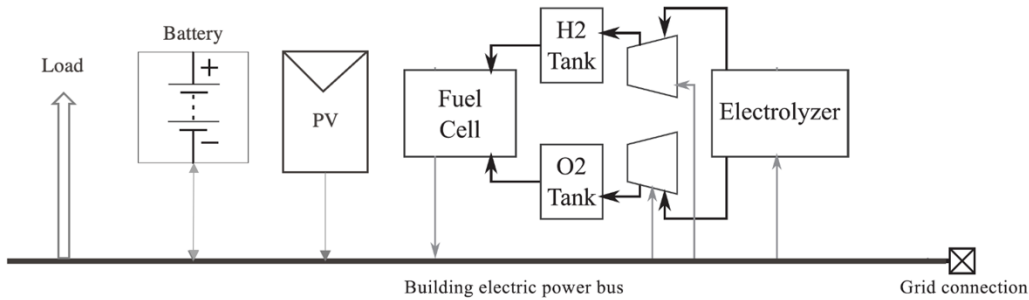 Load
Battery
+
−
PV
Fuel
Cell
H2
Tank
O2
Tank
Electrolyzer
Building electric power bus
Grid connection